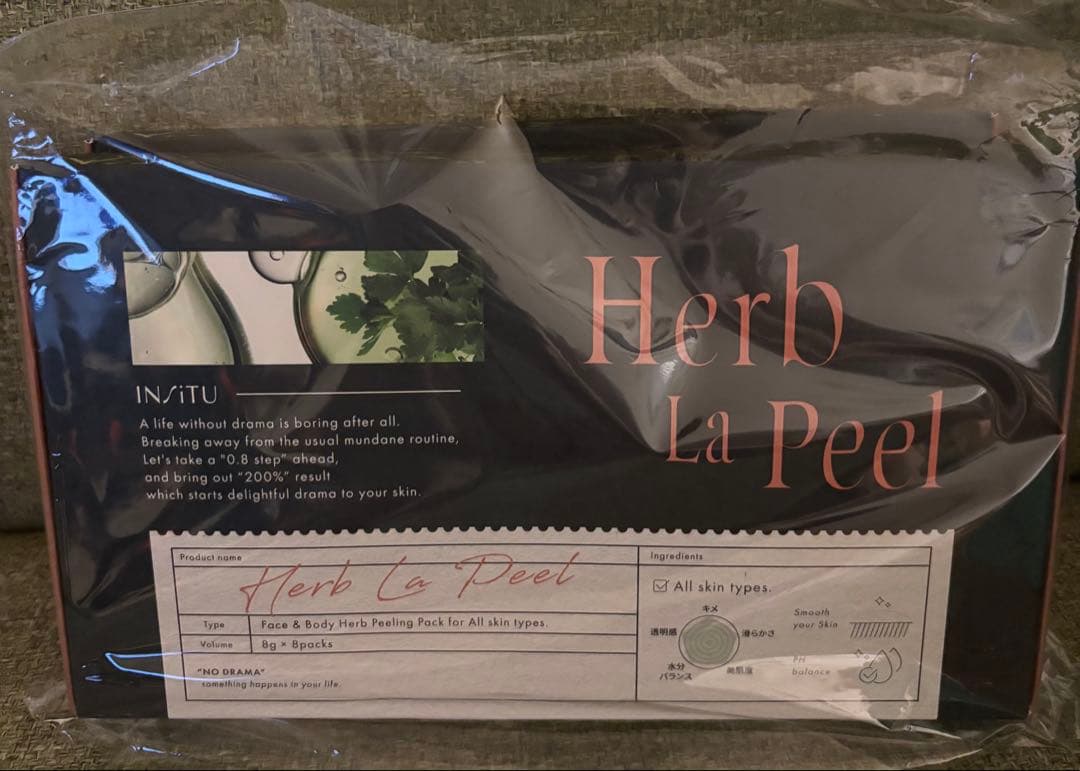 INSiTU
A life without drama is boring after all.
Breaking away from the usual mundane routine,
Let's take a "0.8 step" ahead,
and bring out "200%" result
which starts delightful drama to your skin.
Herb
La Peel
Product name
Herb La Peel
Type
Face & Body Herb Peeling Pack for All skin types.
Volume
8g × 8packs
"NO DRAMA"
something happens in your life.
Ingredients
All skin types.
キメ
透明感
滑らかさ
水分
バランス
美肌度
Smooth
your Skin
PH
balance